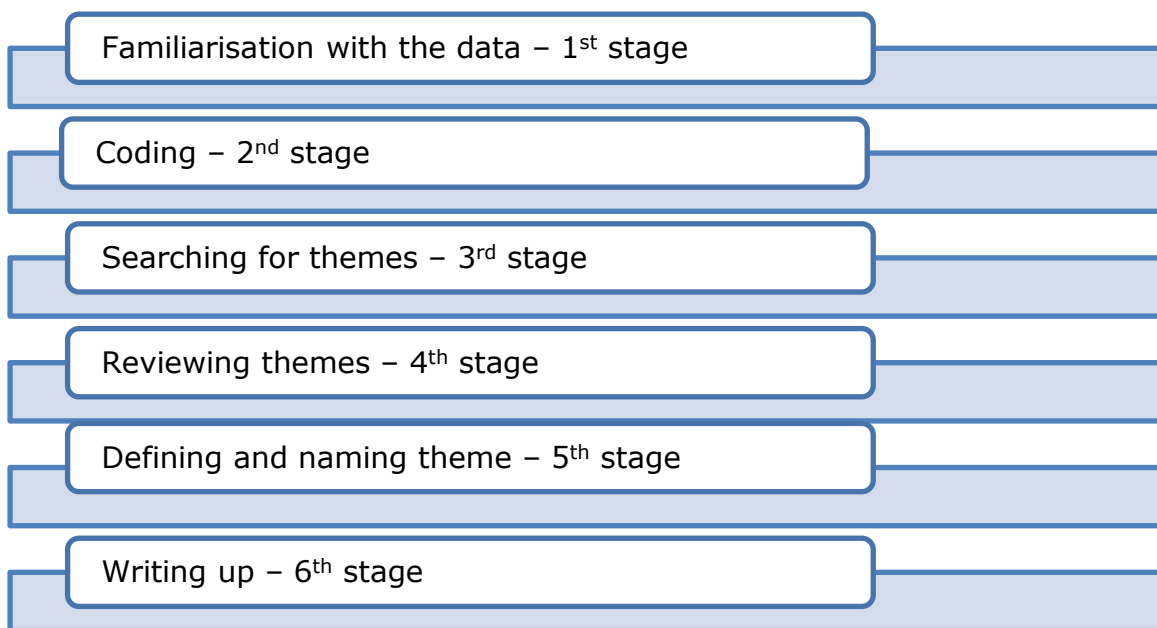 Familiarisation with the data – 1st stage
Coding – 2nd stage
Searching for themes – 3rd stage
Reviewing themes – 4th stage
Defining and naming theme – 5th stage
Writing up – 6th stage